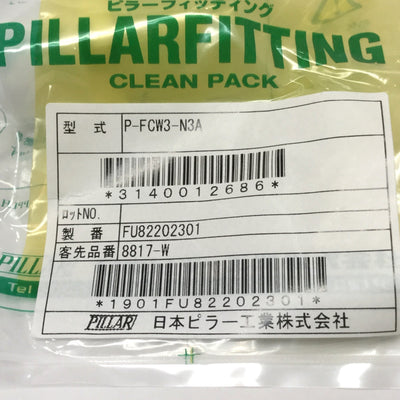 ピラーフィッティング
PILLARFITTING
CLEAN PACK
型 式 P-FCW3-N3A
*3140012686*
ロットNO.
製 番 FU82202301
客先品番 8817-W
*1901FU82202301*
PILLAR 日本ピラー工業株式会社
PILLAR
Tel